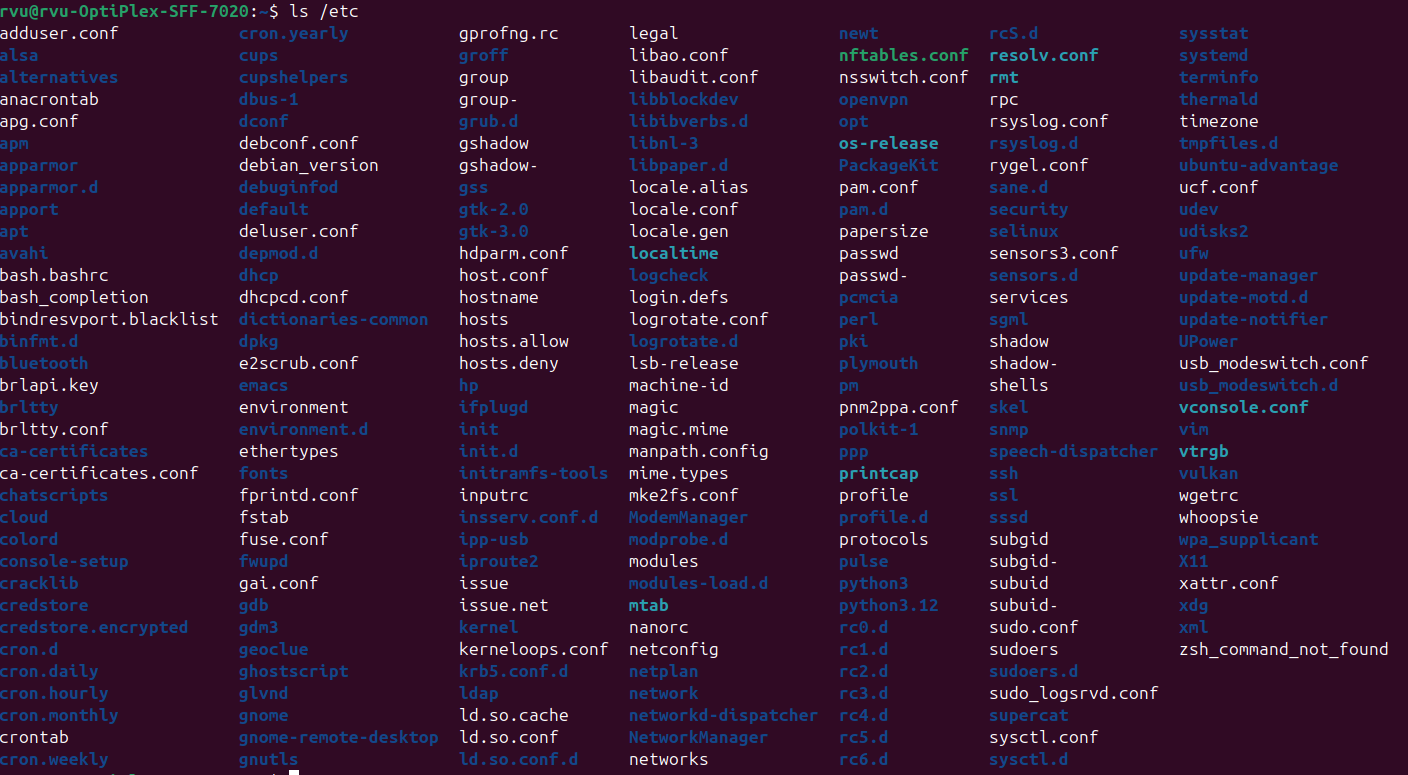 rvu@rvu-OptiPlex-SFF-7020:~$ ls /etc
adduser.conf cron.yearly gprofng.rc legal newt rcS.d sysstat
alsa cups groff libao.conf nftables.conf resolv.conf systemd
alternatives cupshelpers group libaudit.conf nsswitch.conf rmt terminfo
anacrontab dbus-1 group- libblockdev openvpn rpc thermald
apg.conf dconf grub.d libibverbs.d opt rsyslog.conf timezone
apm debconf.conf gshadow libnl-3 os-release rsyslog.d tmpfiles.d
apparmor debian_version gshadow- libpaper.d PackageKit rygel.conf ubuntu-advantage
apparmor.d debuginfod gss locale.alias pam.conf sane.d ucf.conf
apport default gtk-2.0 locale.conf pam.d security udev
apt deluser.conf gtk-3.0 locale.gen papersize selinux udisks2
avahi depmod.d hdparm.conf localtime passwd sensors3.conf ufw
bash.bashrc dhcp host.conf logcheck passwd- sensors.d update-manager
bash_completion dhcpcd.conf hostname login.defs pcmcia services update-motd.d
bindresvport.blacklist dictionaries-common hosts logrotate.conf perl sgml update-notifier
binfmt.d dpkg hosts.allow logrotate.d pki shadow UPower
bluetooth e2scrub.conf hosts.deny lsb-release plymouth shadow- usb_modeswitch.conf
brlapi.key emacs hp machine-id pm shells usb_modeswitch.d
brltty environment ifplugd magic pnm2ppa.conf skel vconsole.conf
brltty.conf environment.d init magic.mime polkit-1 snmp vim
ca-certificates ethertypes init.d manpath.config ppp speech-dispatcher vtrgb
ca-certificates.conf fonts initramfs-tools mime.types printcap ssh vulkan
chatscripts fprintd.conf inputrc mke2fs.conf profile ssl wgetrc
cloud fstab insserv.conf.d ModemManager profile.d sssd whoopsie
colord fuse.conf ipp-usb modprobe.d protocols subgid wpa_supplicant
console-setup fwupd iproute2 modules pulse subgid- X11
cracklib gai.conf issue modules-load.d python3 subuid xattr.conf
credstore gdb issue.net mtab python3.12 subuid- xdg
credstore.encrypted gdm3 kernel nanorc rc0.d sudo.conf xml
cron.d geoclue kerneloops.conf netconfig rc1.d sudoers zsh_command_not_found
cron.daily ghostscript krb5.conf.d netplan rc2.d sudoers.d
cron.hourly glvnd ldap network rc3.d sudo_logsrvd.conf
cron.monthly gnome ld.so.cache networkd-dispatcher rc4.d supercat
crontab gnome-remote-desktop ld.so.conf NetworkManager rc5.d sysctl.conf
cron.weekly gnutls ld.so.conf.d networks rc6.d sysctl.d